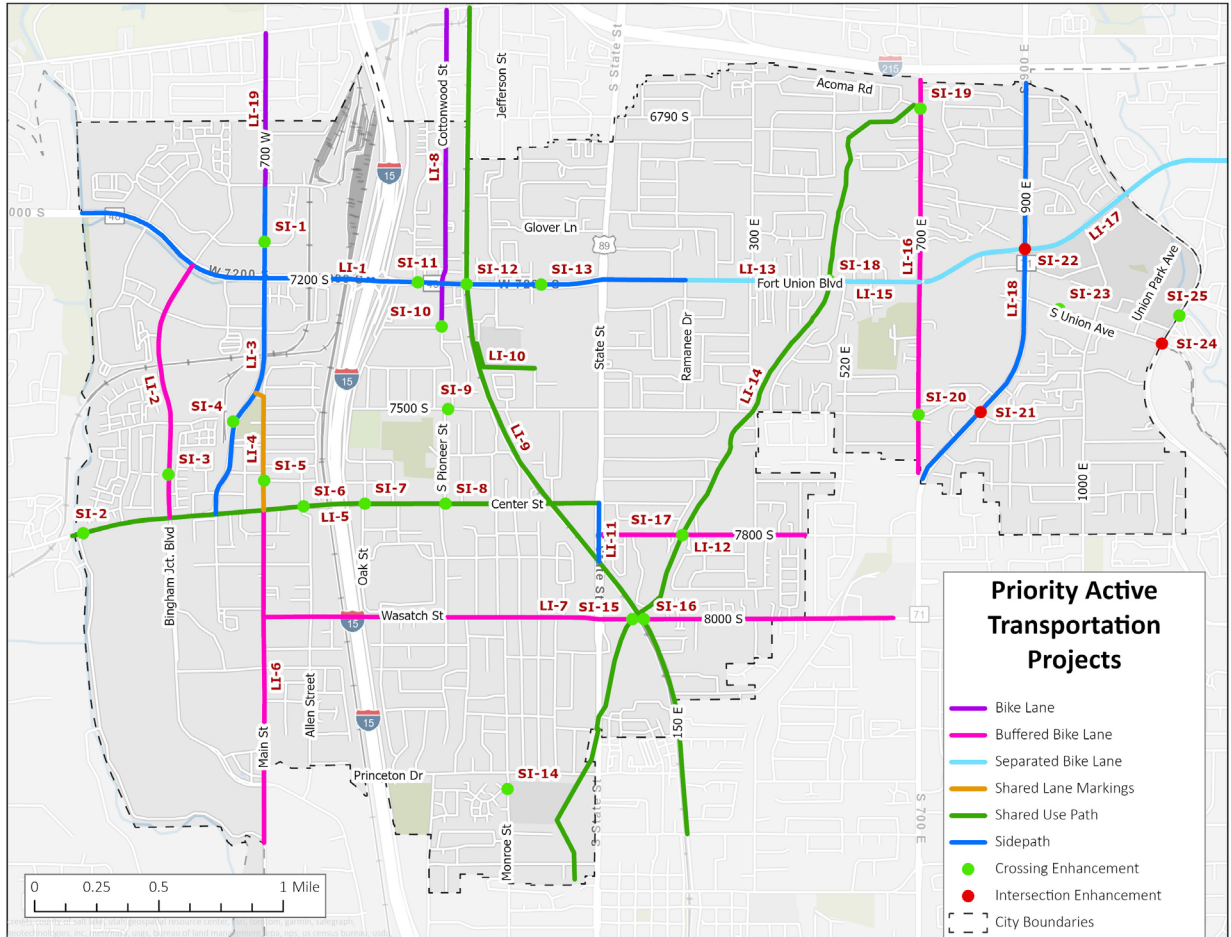 Acoma Rd
215
S 900 E
SI-19
Cottonwood St
Jefferson St
S State St
6790 S
LI-19
700 W
LI-8
15
000 S
48
SI-1
Glover Ln
89
300 E
LI-16
700 E
900 E
LI-17
W 7200 S
7200 S
LI-1
SI-11
SI-12
SI-13
LI-13
SI-18
Fort Union Blvd
LI-15
SI-22
Union Park Ave
SI-10
LI-18
SI-23
SI-25
S Union Ave
SI-24
LI-3
State St
Ramanee Dr
LI-10
520 E
LI-2
15
SI-9
7500 S
LI-14
SI-4
LI-4
LI-9
SI-20
SI-21
SI-3
SI-5
S Pioneer St
1000 E
SI-6
SI-7
SI-8
Center St
SI-2
LI-5
LI-11
SI-17
7800 S
LI-12
Bingham Jct Blvd
Oak St
Wasatch St
15
LI-7
SI-15
SI-16
8000 S
71
LI-6
Main St
Allen Street
15
150 E
Princeton Dr
SI-14
Monroe St
S State St
S 700 E
Priority Active
Transportation
Projects
Bike Lane
Buffered Bike Lane
Separated Bike Lane
Shared Lane Markings
Shared Use Path
Sidepath
Crossing Enhancement
Intersection Enhancement
City Boundaries
0 0.25 0.5 1 Mile